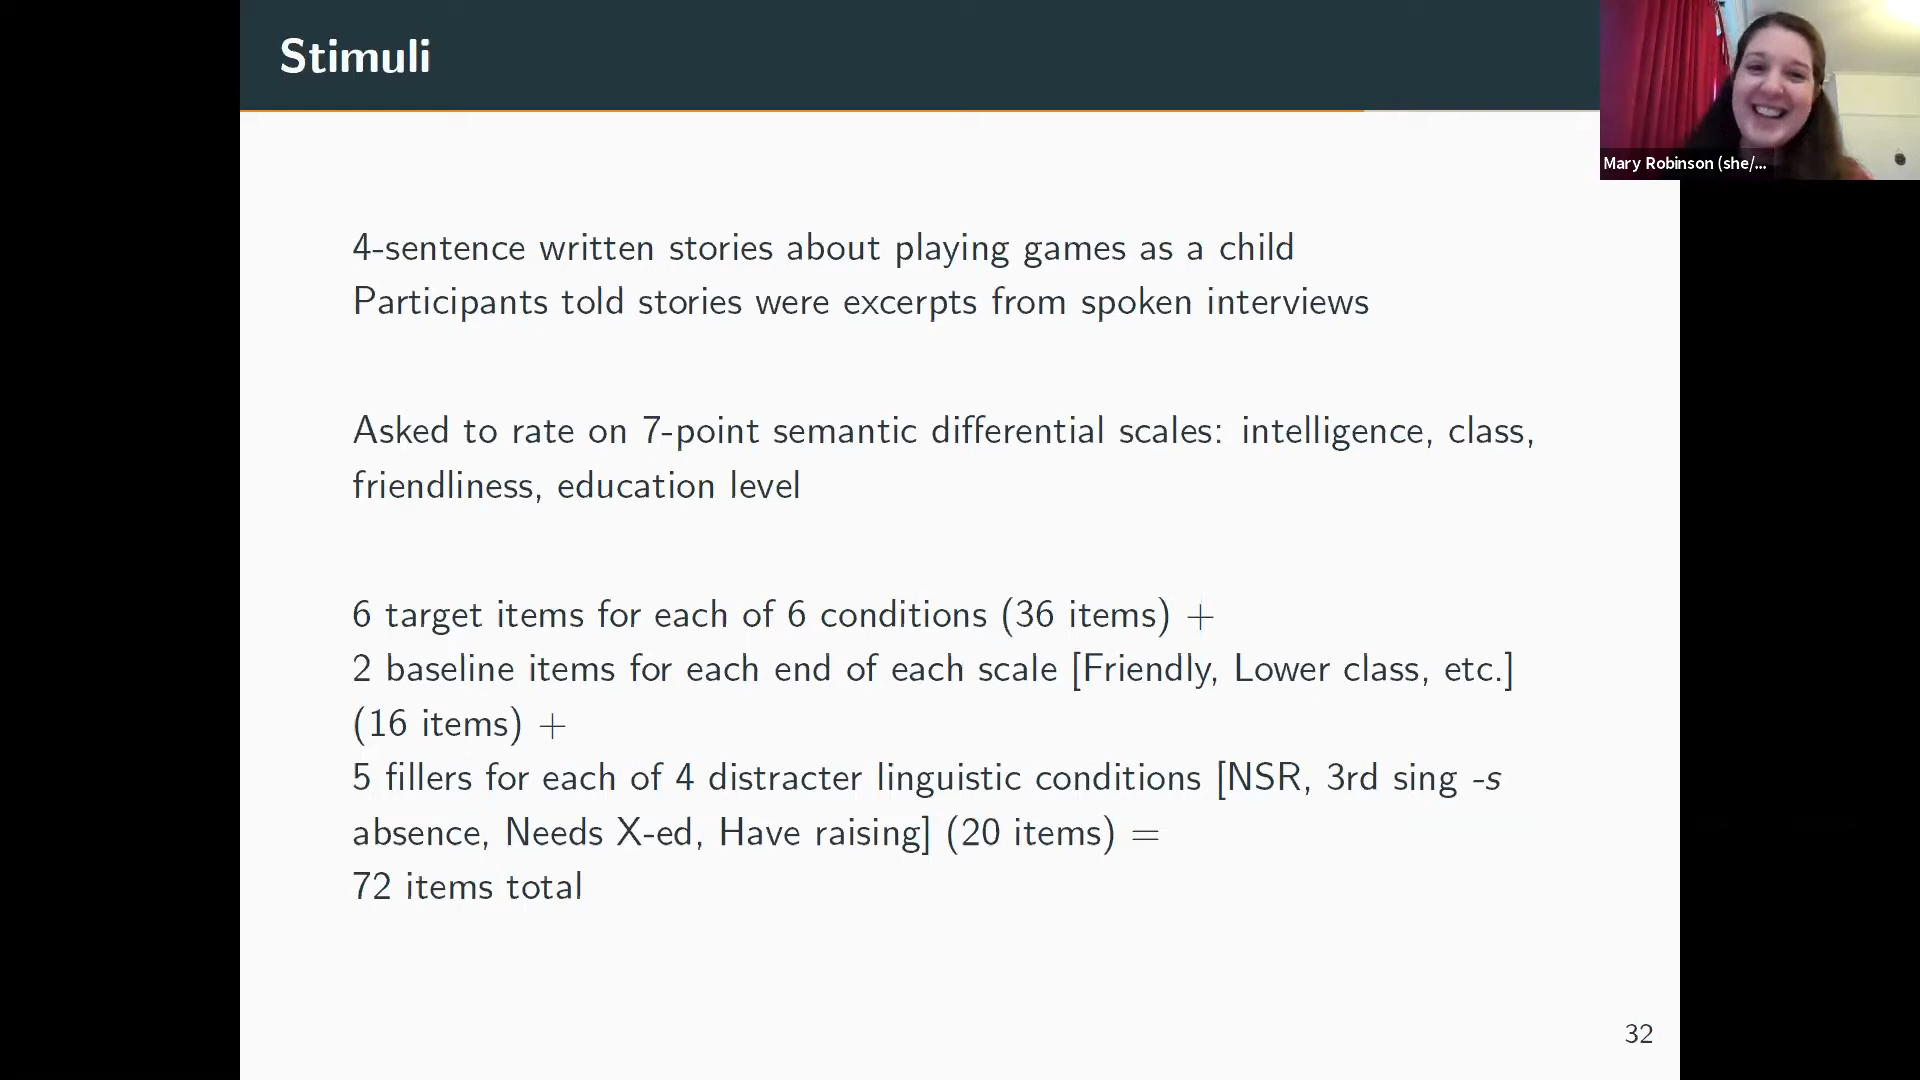 Stimuli
Mary Robinson (she/...
4-sentence written stories about playing games as a child
Participants told stories were excerpts from spoken interviews
Asked to rate on 7-point semantic differential scales: intelligence, class,
friendliness, education level
6 target items for each of 6 conditions (36 items) +
2 baseline items for each end of each scale [Friendly, Lower class, etc.]
(16 items) +
5 fillers for each of 4 distracter linguistic conditions [NSR, 3rd sing -s
absence, Needs X-ed, Have raising] (20 items) =
72 items total
32